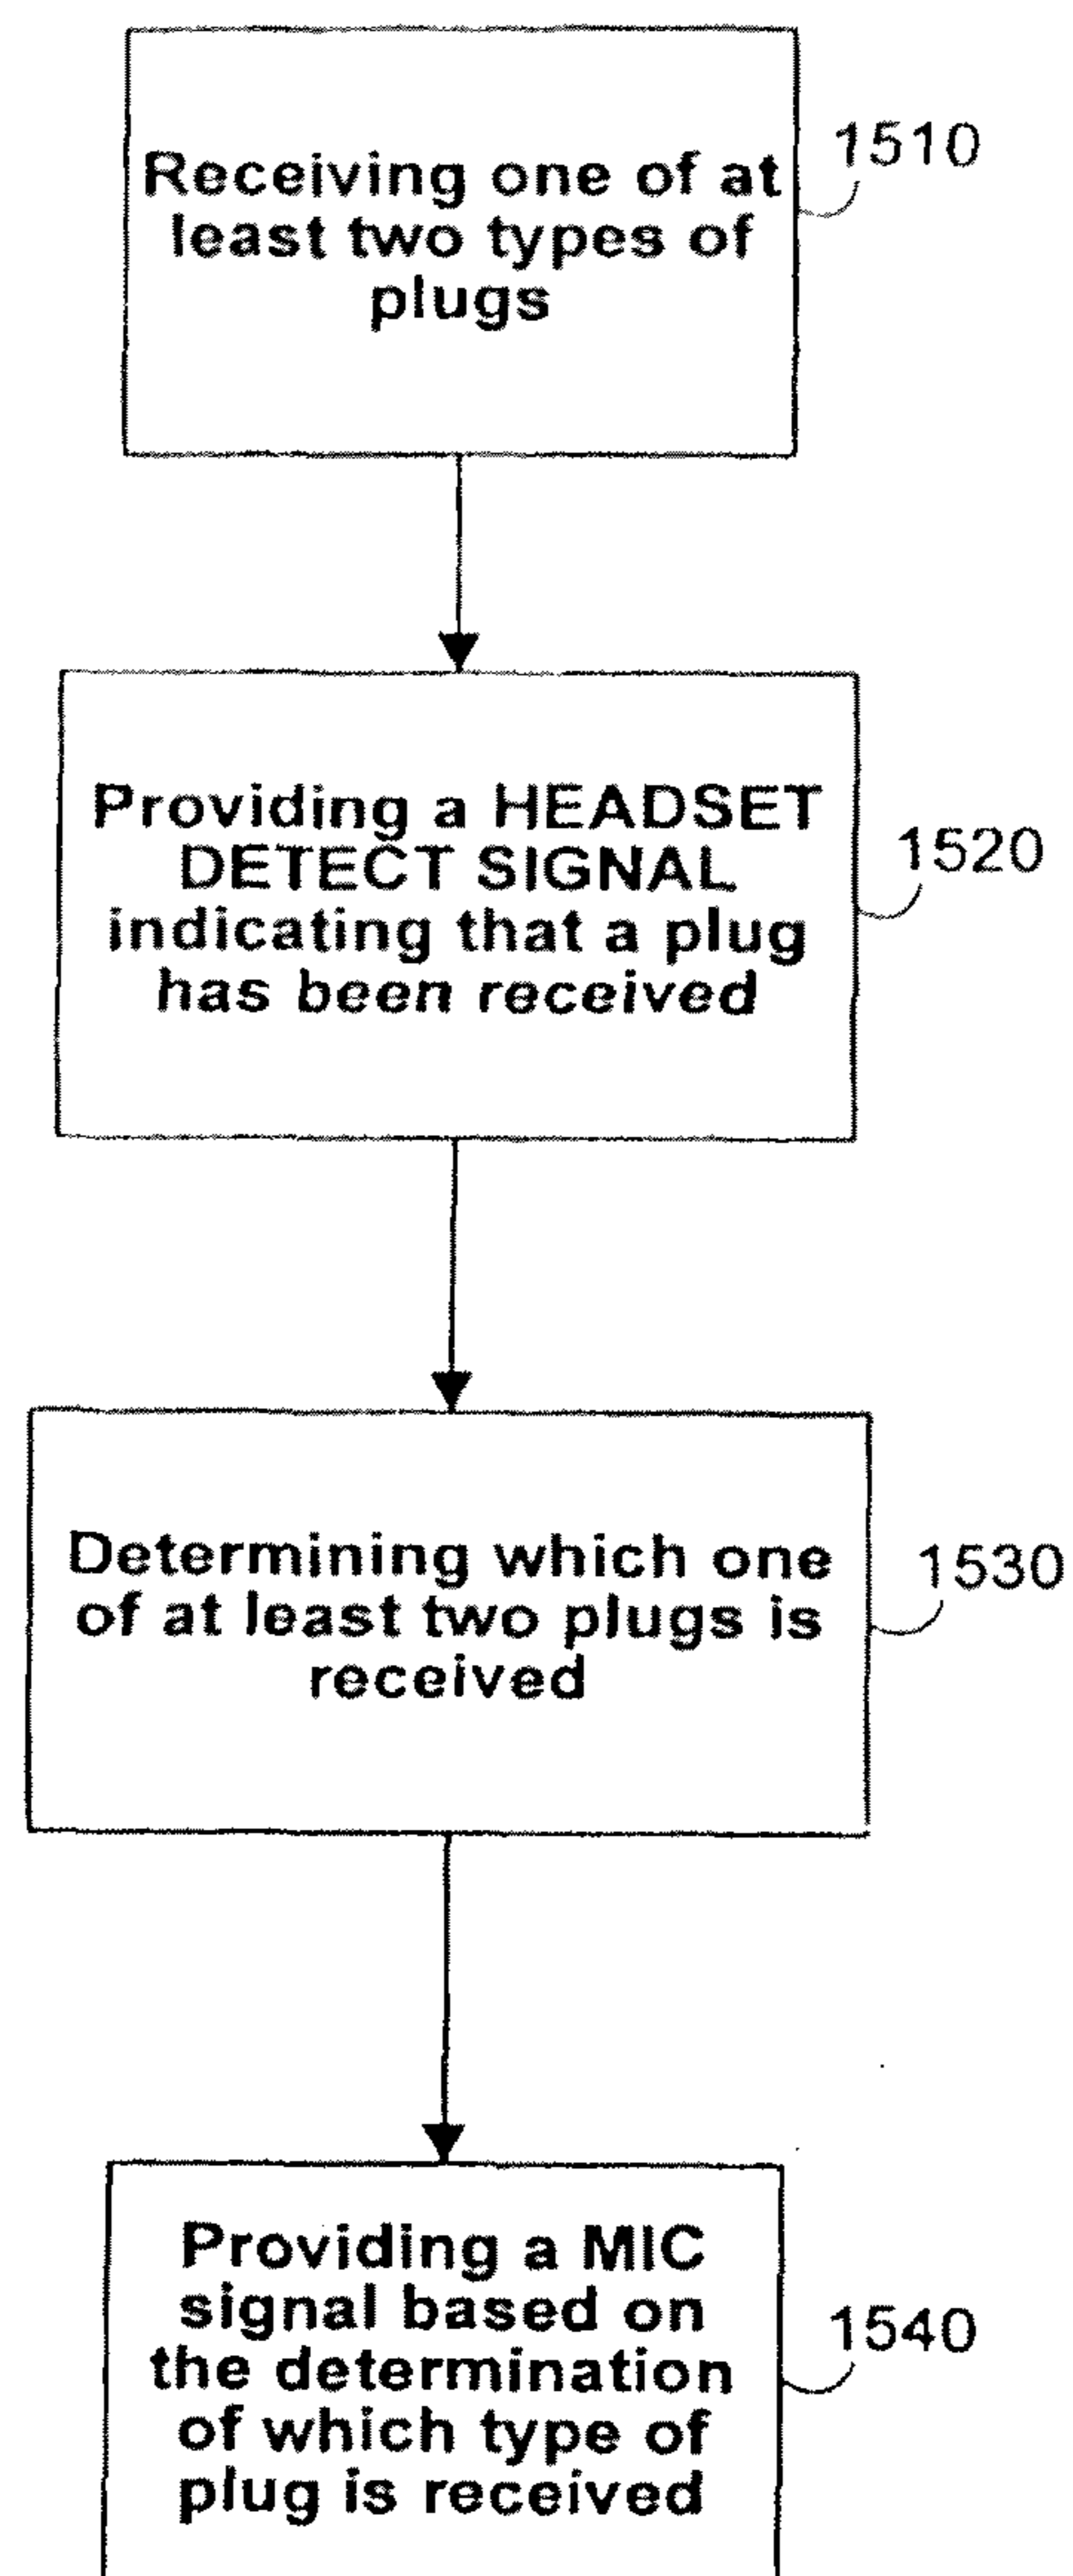 Receiving one of at
least two types of
plugs
1510
Providing a HEADSET
DETECT SIGNAL
indicating that a plug
has been received
1520
Determining which one
of at least two plugs is
received
1530
Providing a MIC
signal based on
the determination
of which type of
plug is received
1540